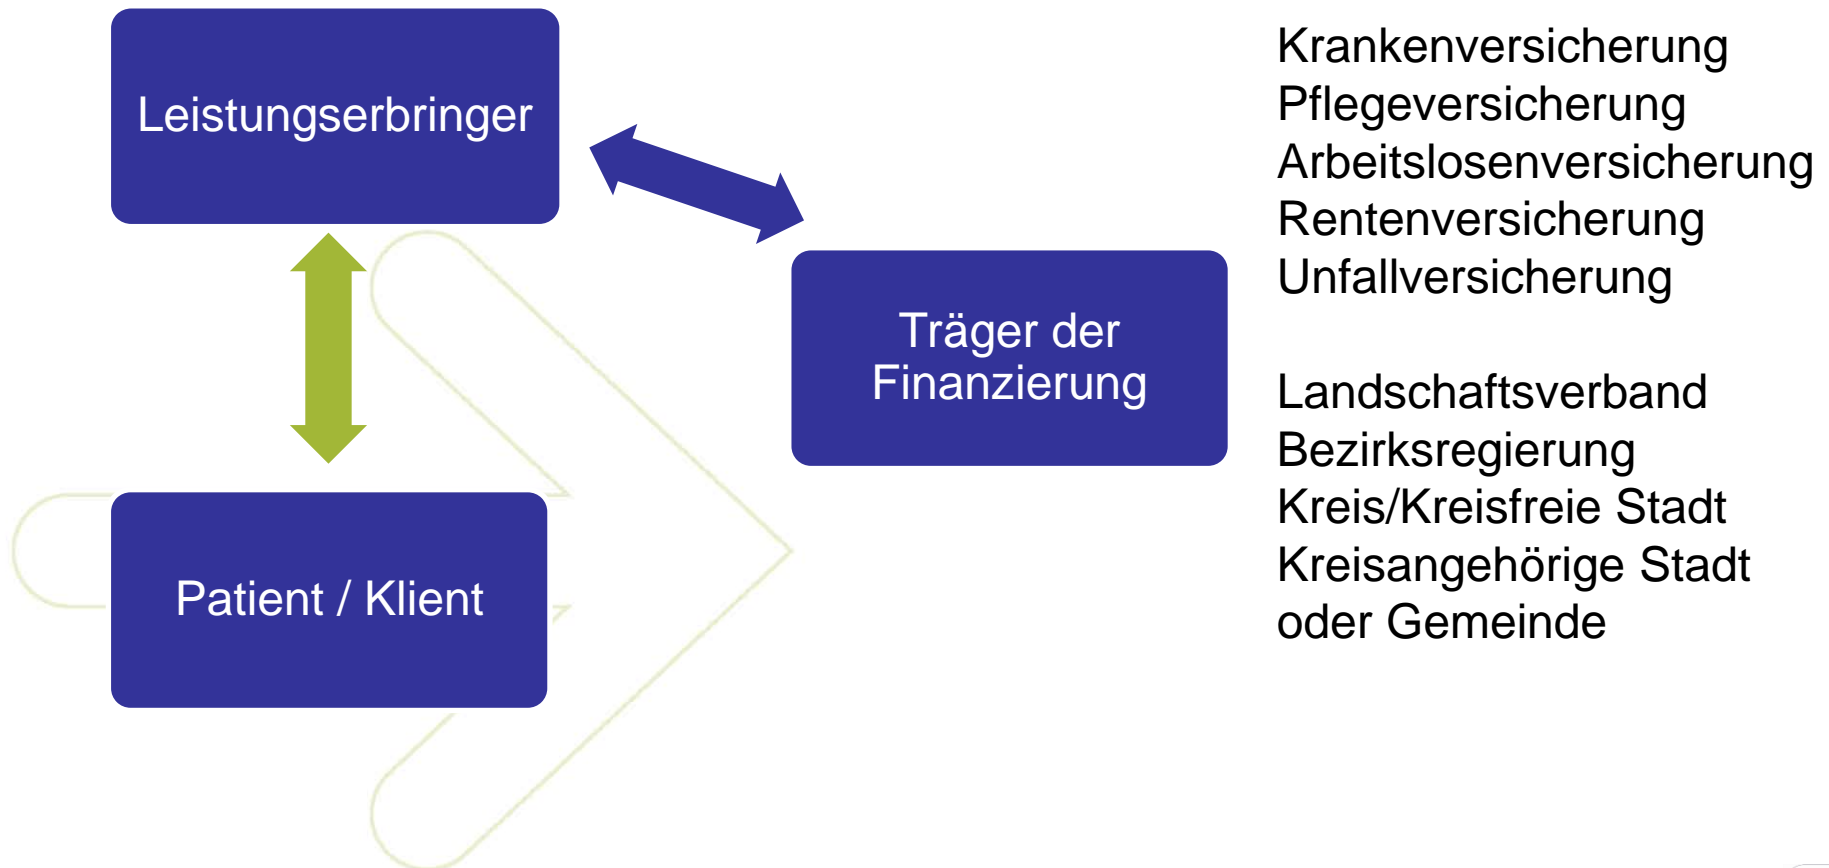 Leistungserbringer
Patient / Klient
Träger der
Finanzierung
Krankenversicherung
Pflegeversicherung
Arbeitslosenversicherung
Rentenversicherung
Unfallversicherung
Landschaftsverband
Bezirksregierung
Kreis/Kreisfreie Stadt
Kreisangehörige Stadt
oder Gemeinde